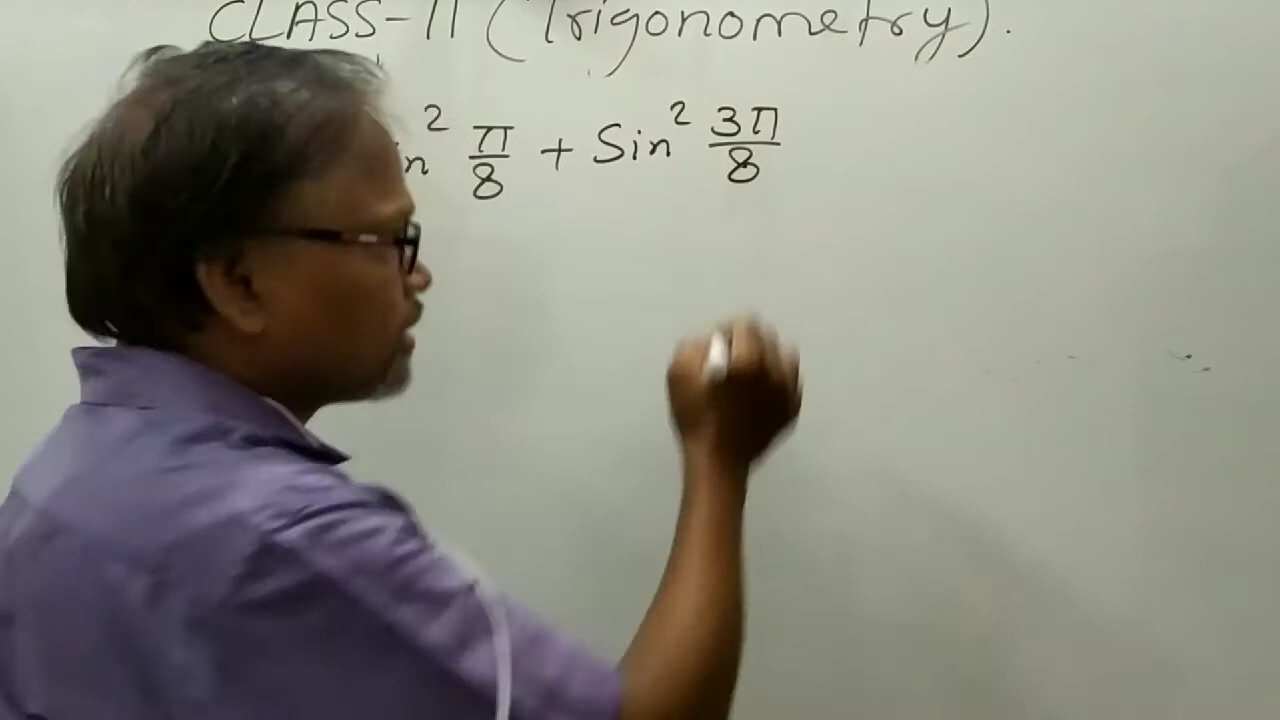 CLASS-11 (Trigonometry).
n² π/8 + Sin² 3π/8